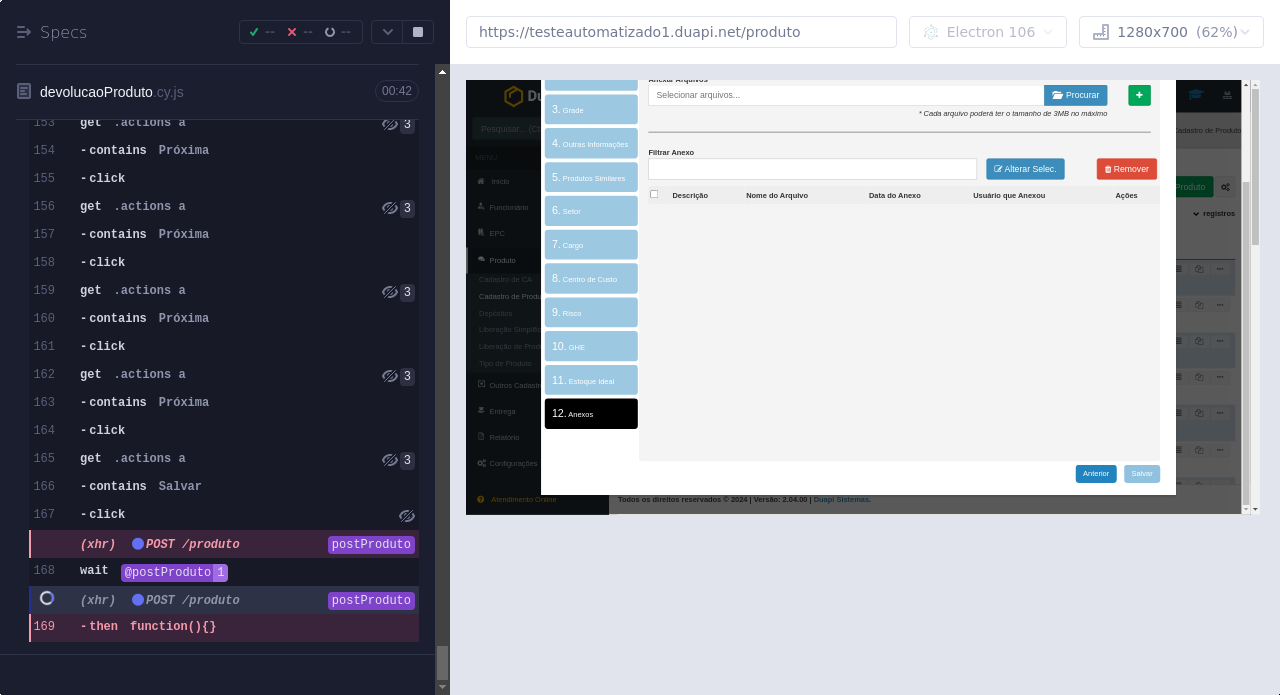 Specs
--
--
--
https://testeautomatizado1.duapi.net/produto
Electron 106
1280x700 (62%)
devolucaoProduto.cy.js
00:42
153 get .actions a 3
154 -contains Próxima
155 -click
156 get .actions a 3
157 -contains Próxima
158 -click
159 get .actions a 3
160 -contains Próxima
161 -click
162 get .actions a 3
163 -contains Próxima
164 -click
165 get .actions a 3
166 -contains Salvar
167 -click
(xhr) POST /produto postProduto
168 wait @postProduto 1
(xhr) POST /produto postProduto
169 -then function(){}
Du
Pesquisar...
MENU
Início
Funcionário
EPC
Produto
Cadastro de CA
Cadastro de Produ
Depósitos
Liberação Simplific
Liberação de Prod
Tipo de Produto
Outros Cadastr
Entrega
Relatório
Configurações
Atendimento Online
3. Grade
4. Outras Informações
5. Produtos Similares
6. Setor
7. Cargo
8. Centro de Custo
9. Risco
10. GHE
11. Estoque Ideal
12. Anexos
Anexar Arquivos
Selecionar arquivos...
Procurar
+
* Cada arquivo poderá ter o tamanho de 3MB no máximo
Filtrar Anexo
Alterar Selec.
Remover
Descrição Nome do Arquivo Data do Anexo Usuário que Anexou Ações
Anterior
Salvar
Cadastro de Produto
Produto
registros
Todos os direitos reservados © 2024 | Versão: 2.04.00 | Duapi Sistemas.